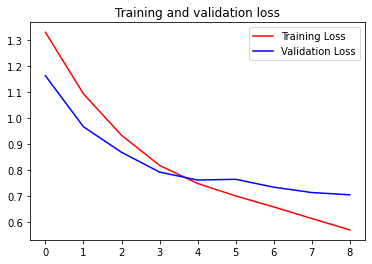 Training and validation loss
Training Loss
Validation Loss
1.3
1.2
1.1
1.0
0.9
0.8
0.7
0.6
0 1 2 3 4 5 6 7 8